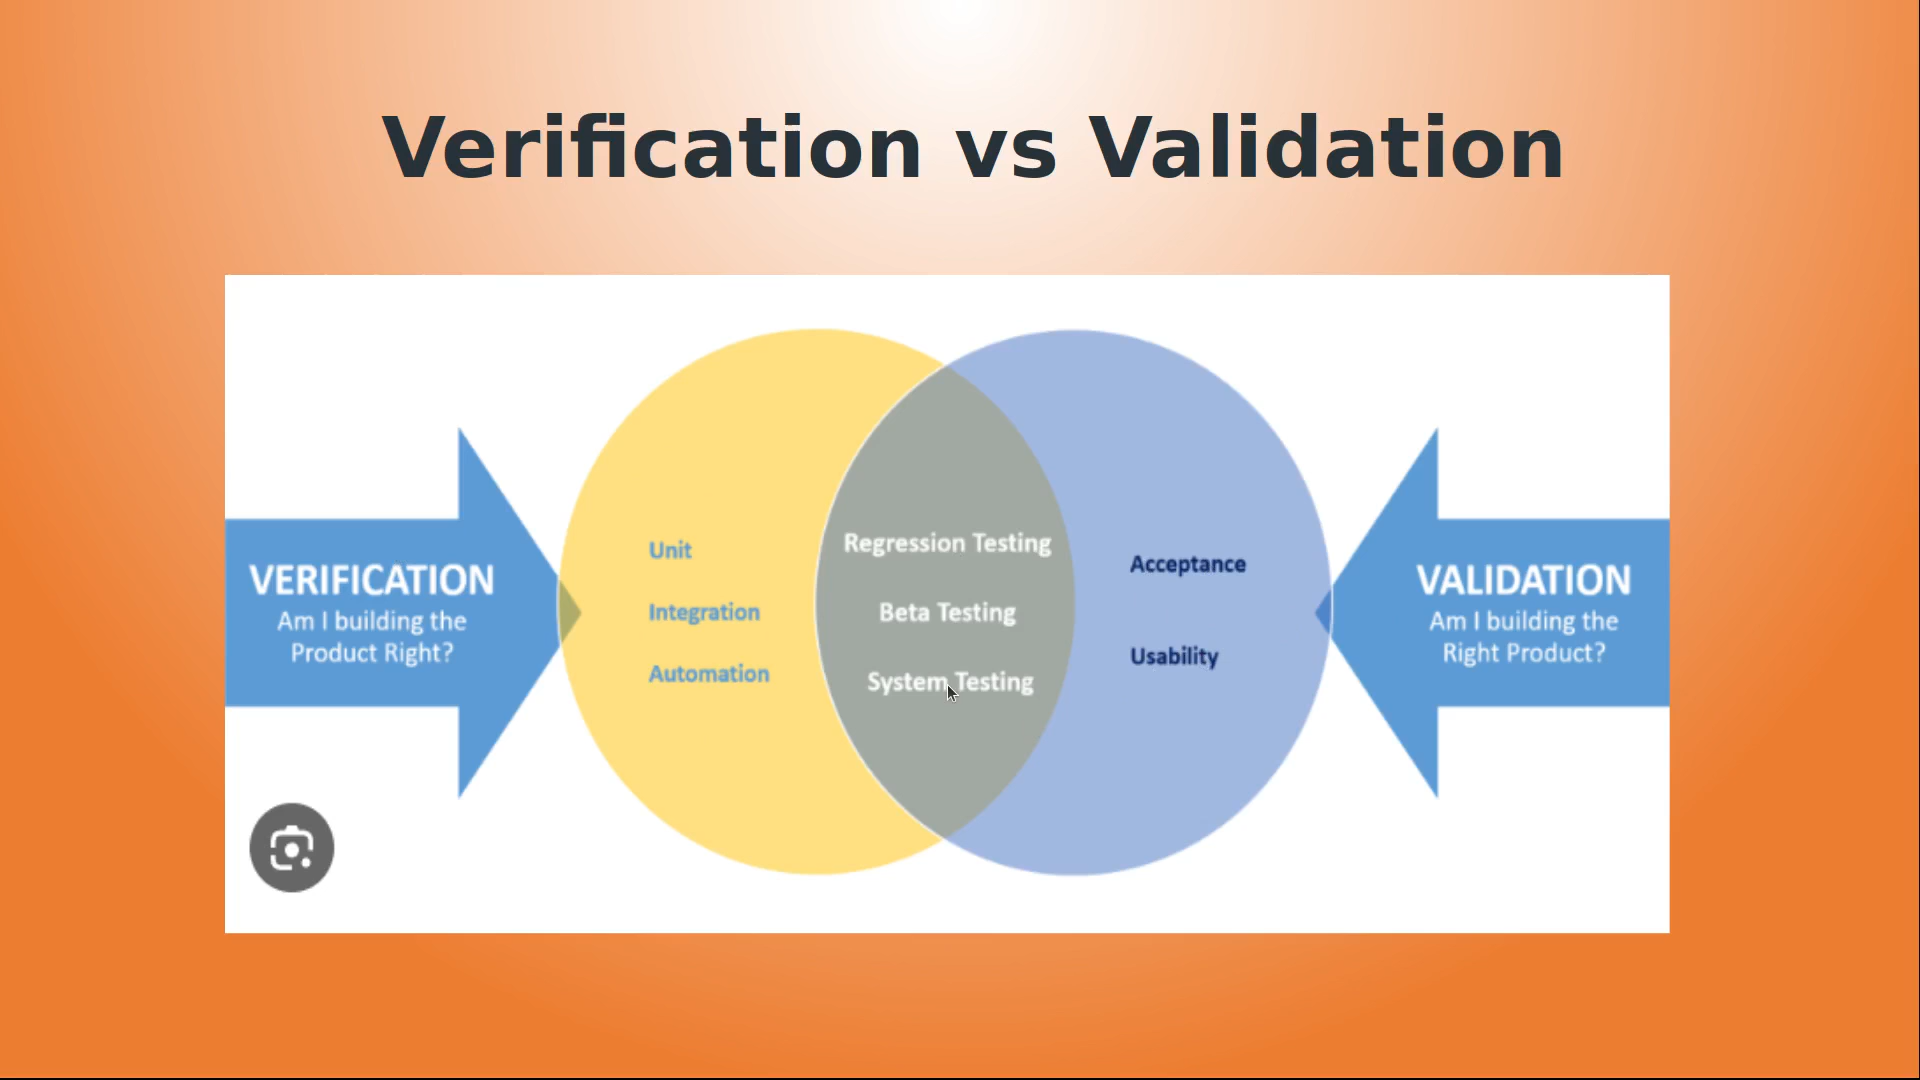 Verification vs Validation
VERIFICATION
Am I building the
Product Right?
Unit
Integration
Automation
Regression Testing
Beta Testing
System Testing
Acceptance
Usability
VALIDATION
Am I building the
Right Product?